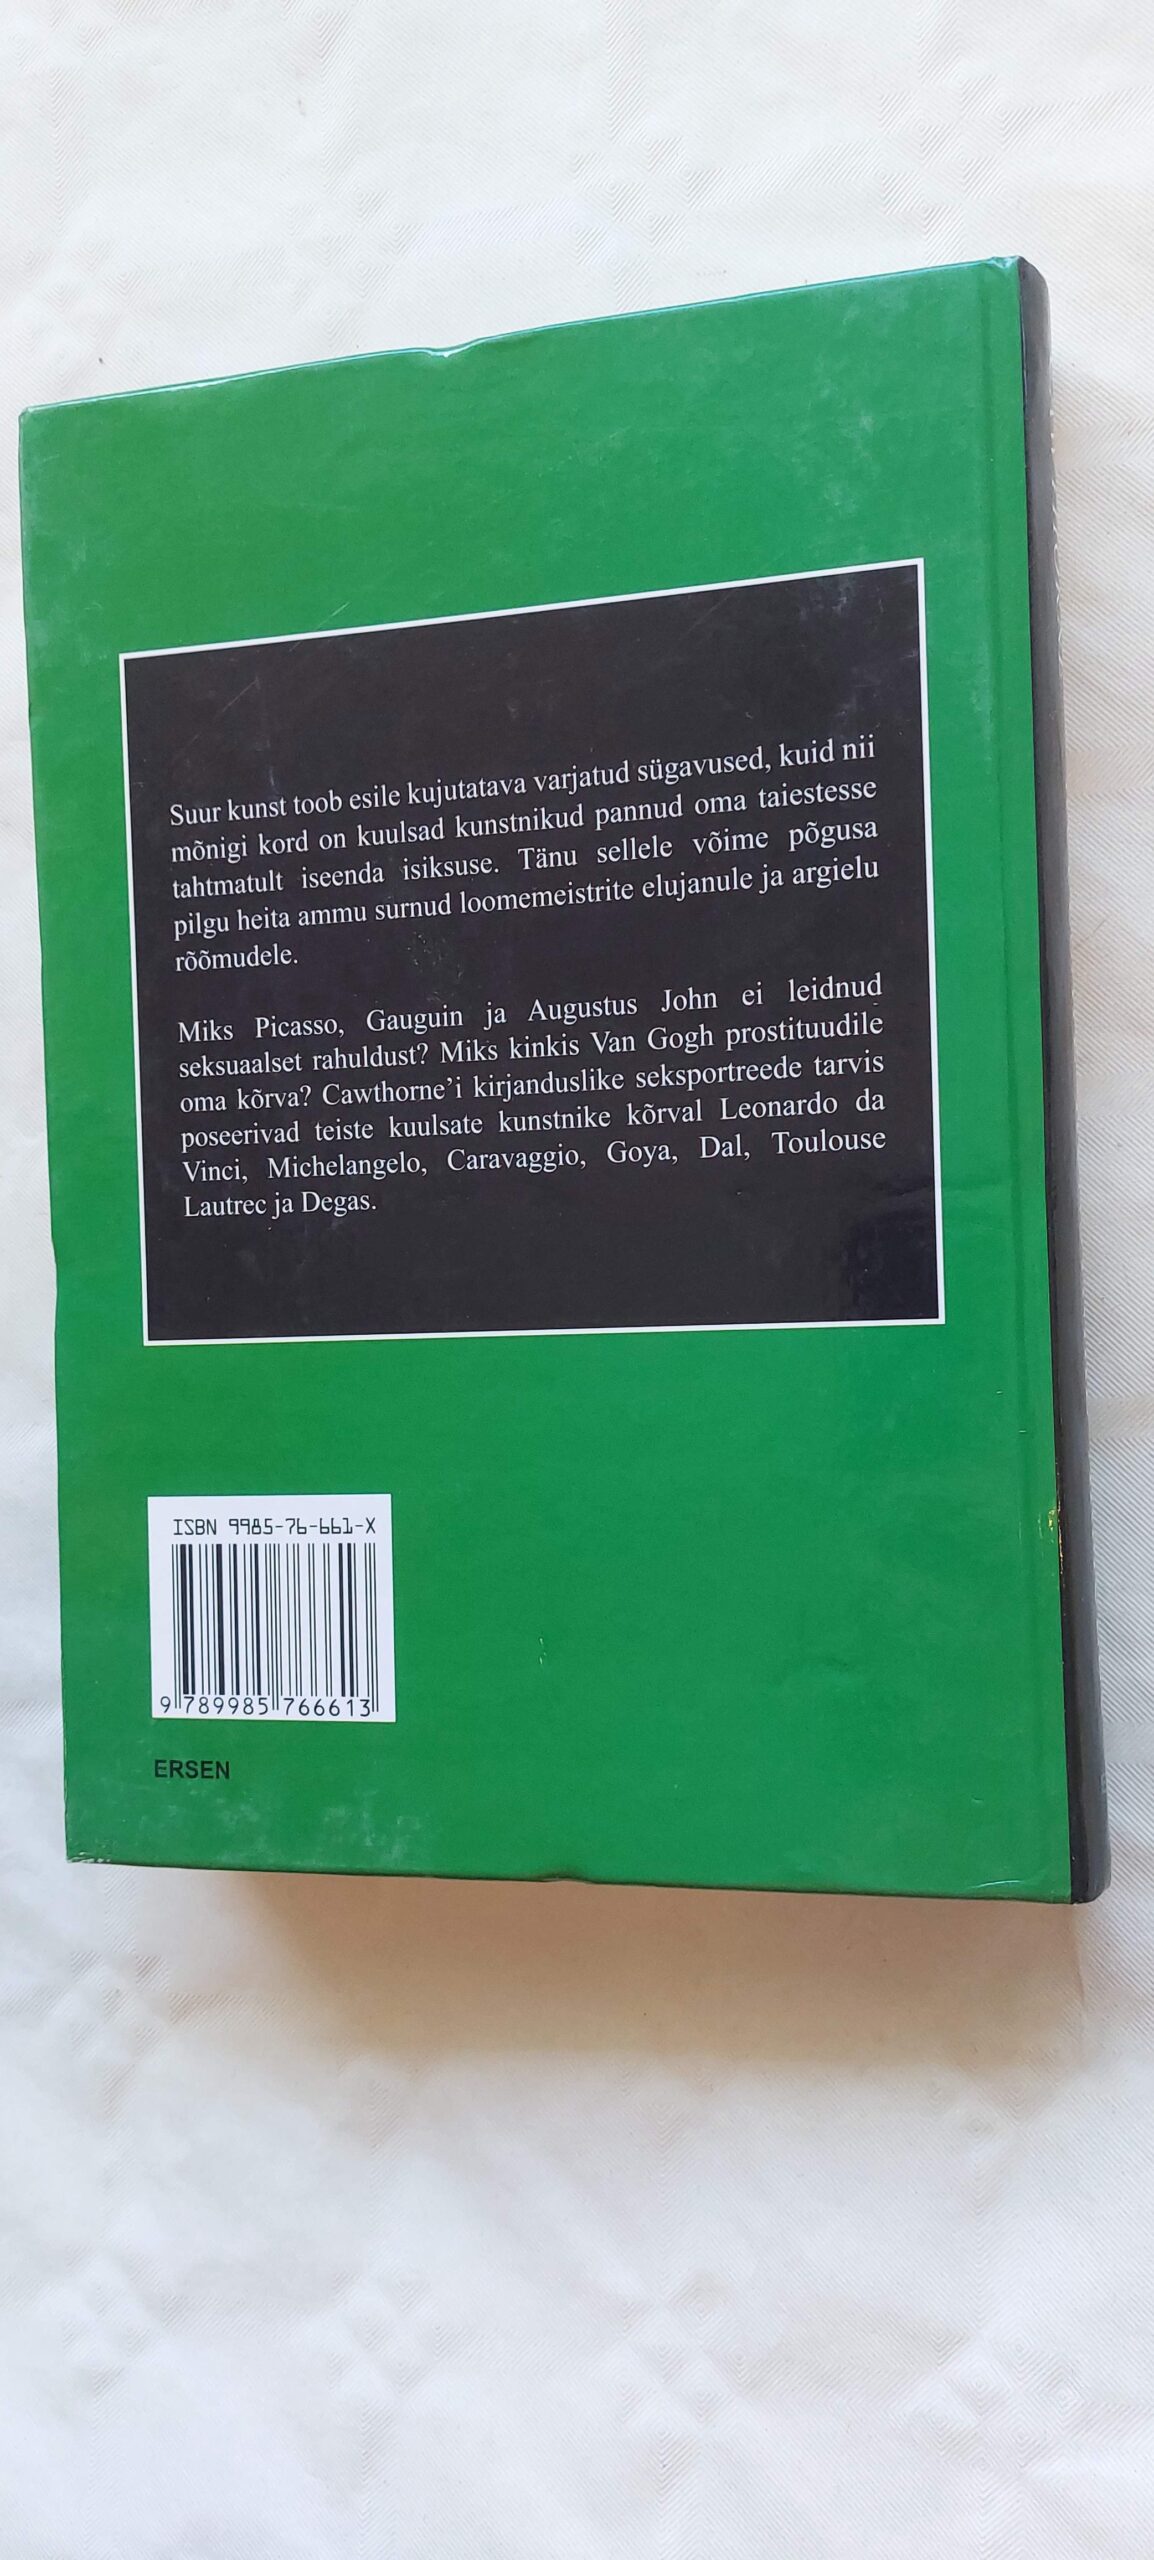 Suur kunst toob esile kujutatava varjatud sügavused, kuid nii
mõnigi kord on kuulsad kunstnikud pannud oma taiestesse
tahtmatult iseenda isiksuse. Tänu sellele võime põgusa
pilgu heita ammu surnud loomemeistrite elujanule ja argielu
rõõmudele.
Miks Picasso, Gauguin ja Augustus John ei leidnud
seksuaalset rahuldust? Miks kinkis Van Gogh prostituudile
oma kõrva? Cawthorne'i kirjanduslike seksportreede tarvis
poseerivad teiste kuulsate kunstnike kõrval Leonardo da
Vinci, Michelangelo, Caravaggio, Goya, Dal, Toulouse
Lautrec ja Degas.
ISBN 9985-76-661-X
9 789985 766613
ERSEN